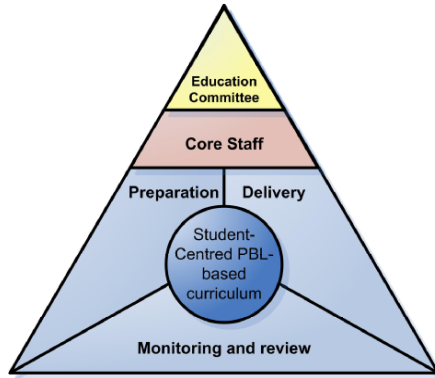 Education
Committee
Core Staff
Preparation
Delivery
Student-
Centred PBL-
based
curriculum
Monitoring and review